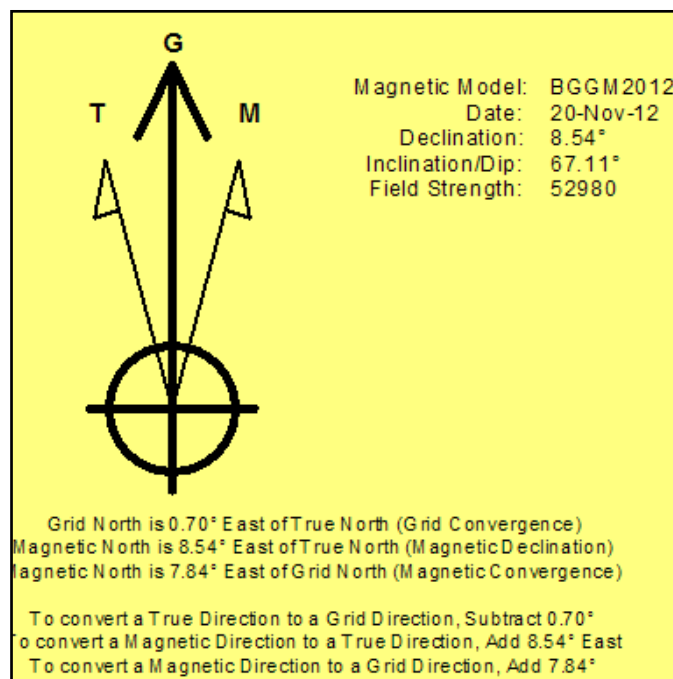 G
T
M
Magnetic Model: BGGM2012
Date: 20-Nov-12
Declination: 8.54°
Inclination/Dip: 67.11°
Field Strength: 52980
Grid North is 0.70° East of True North (Grid Convergence)
Magnetic North is 8.54° East of True North (Magnetic Declination)
Magnetic North is 7.84° East of Grid North (Magnetic Convergence)
To convert a True Direction to a Grid Direction, Subtract 0.70°
To convert a Magnetic Direction to a True Direction, Add 8.54° East
To convert a Magnetic Direction to a Grid Direction, Add 7.84°